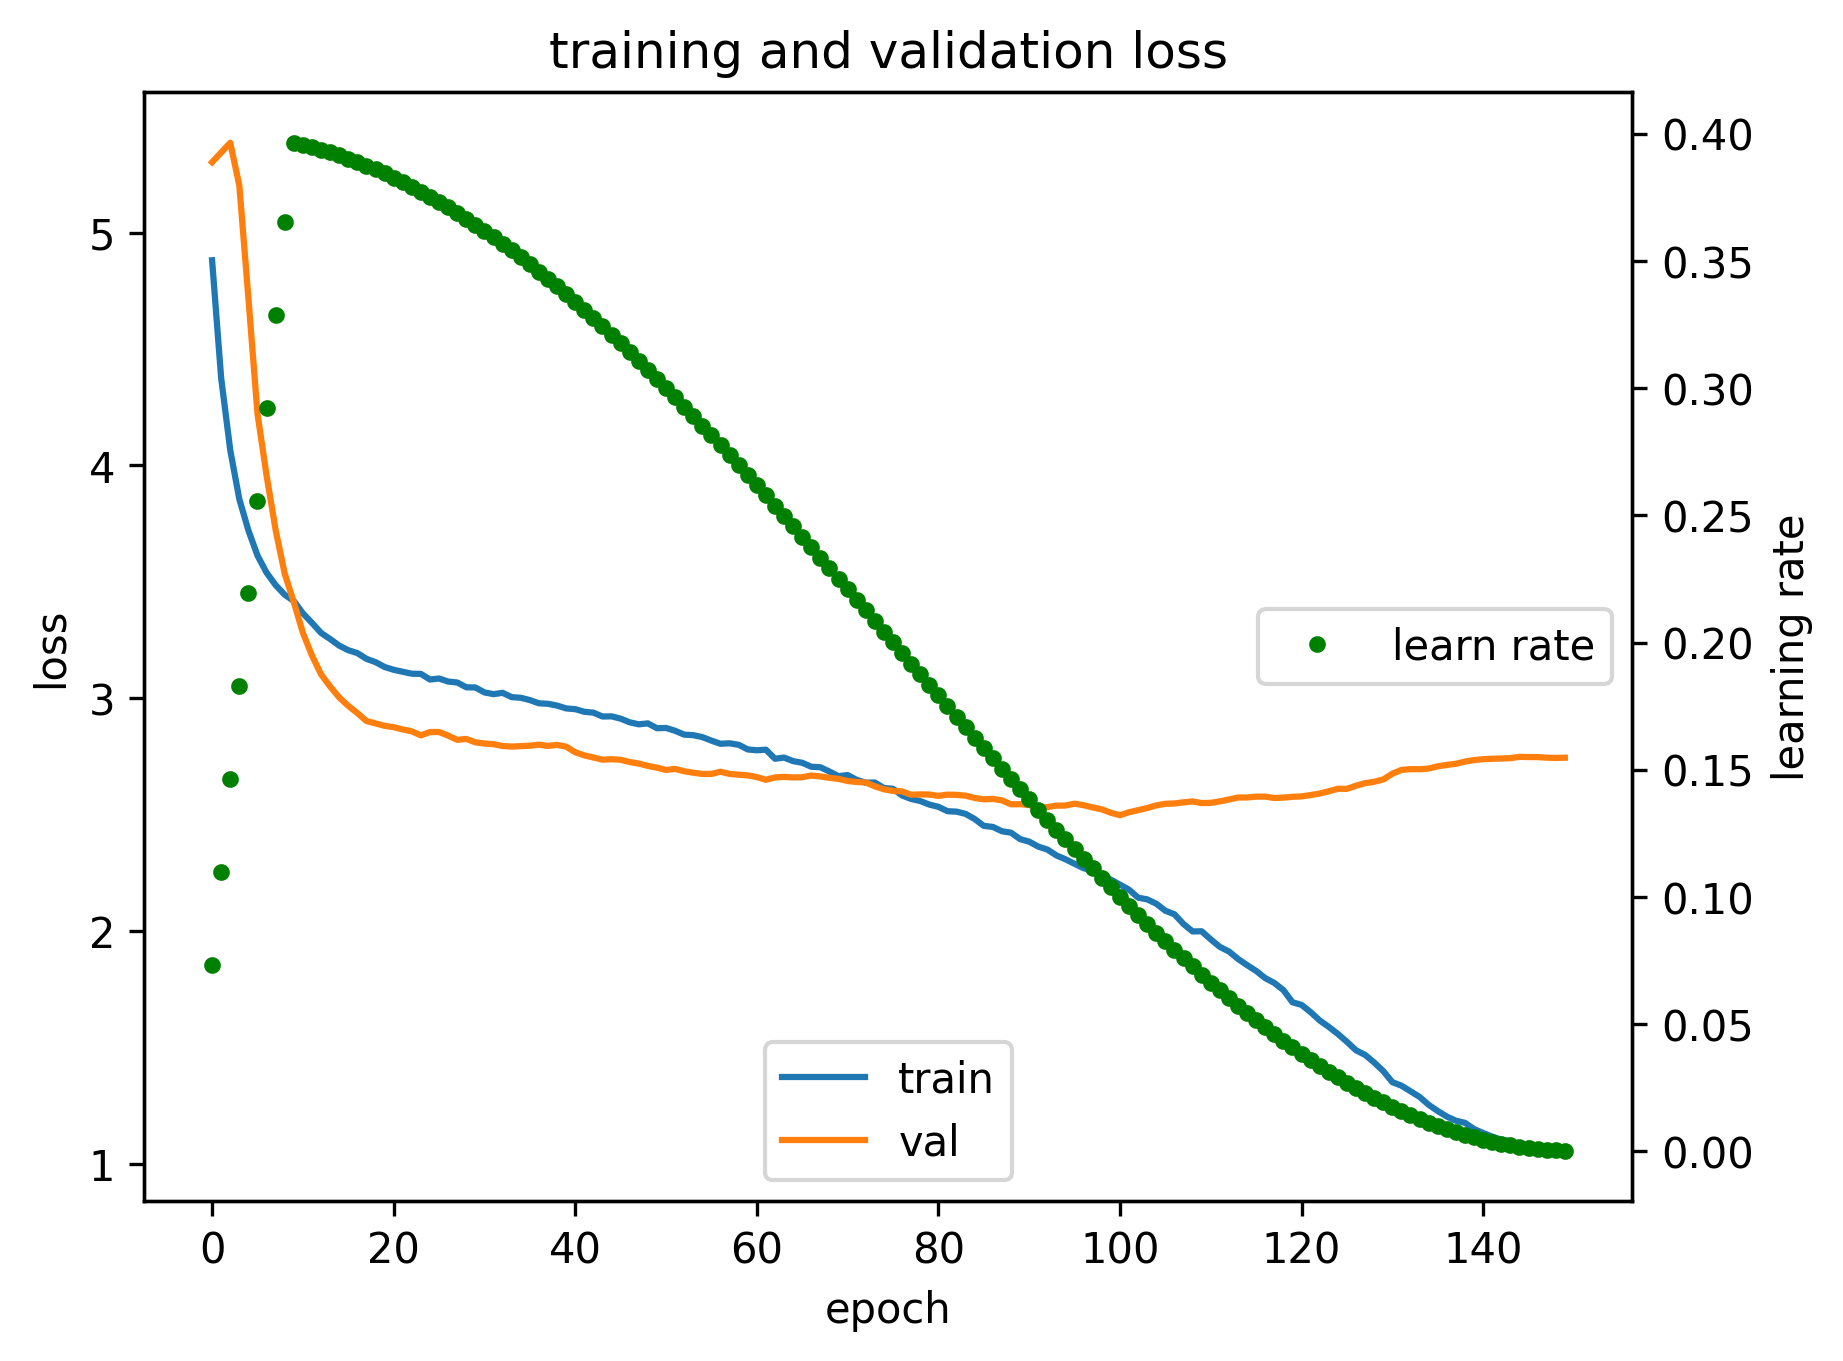 training and validation loss
loss
5
4
3
2
1
0.40
0.35
0.30
0.25
0.20
0.15
0.10
0.05
0.00
learning rate
learn rate
train
val
0 20 40 60 80 100 120 140
epoch